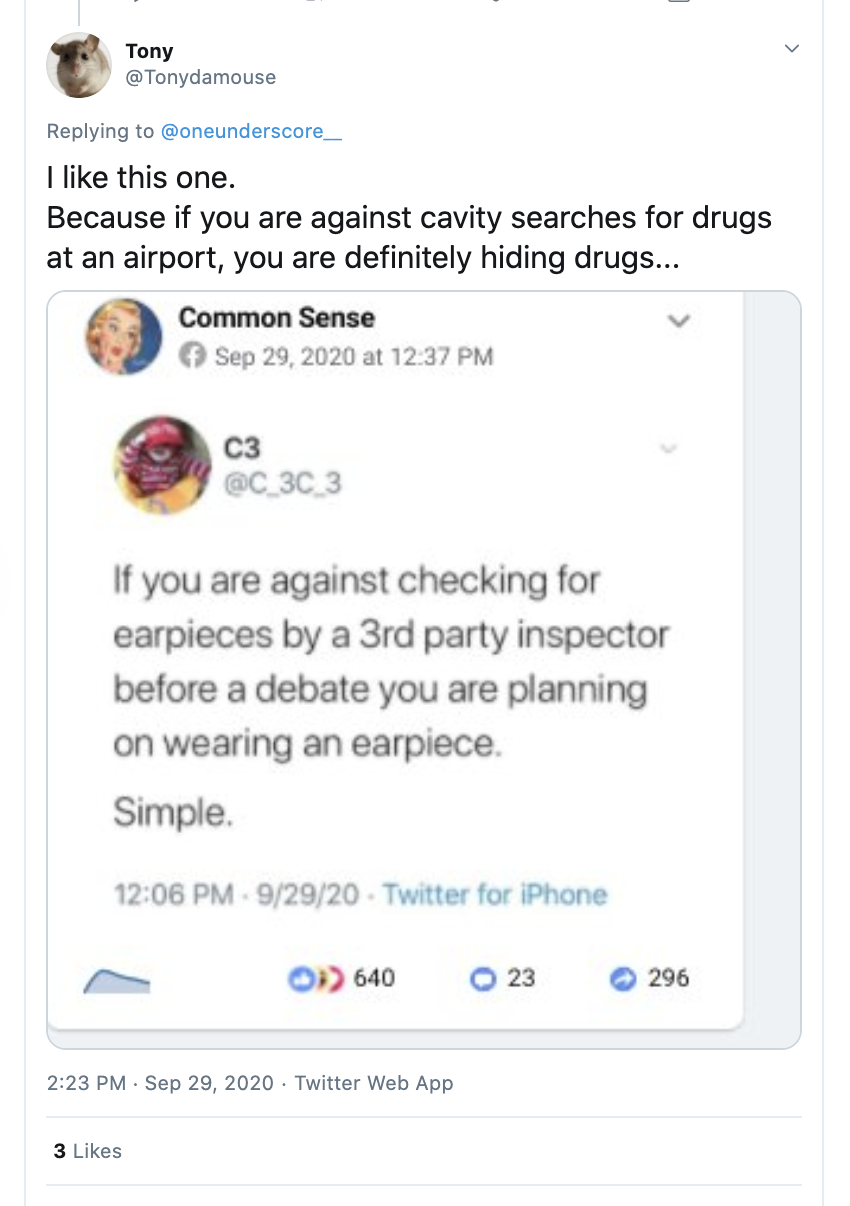 Tony
@Tonydamouse
Replying to @oneunderscore__
I like this one.
Because if you are against cavity searches for drugs
at an airport, you are definitely hiding drugs...
Common Sense
Sep 29, 2020 at 12:37 PM
C3
@C_3C_3
If you are against checking for
earpieces by a 3rd party inspector
before a debate you are planning
on wearing an earpiece.
Simple.
12:06 PM · 9/29/20 · Twitter for iPhone
640 23 296
2:23 PM · Sep 29, 2020 · Twitter Web App
3 Likes